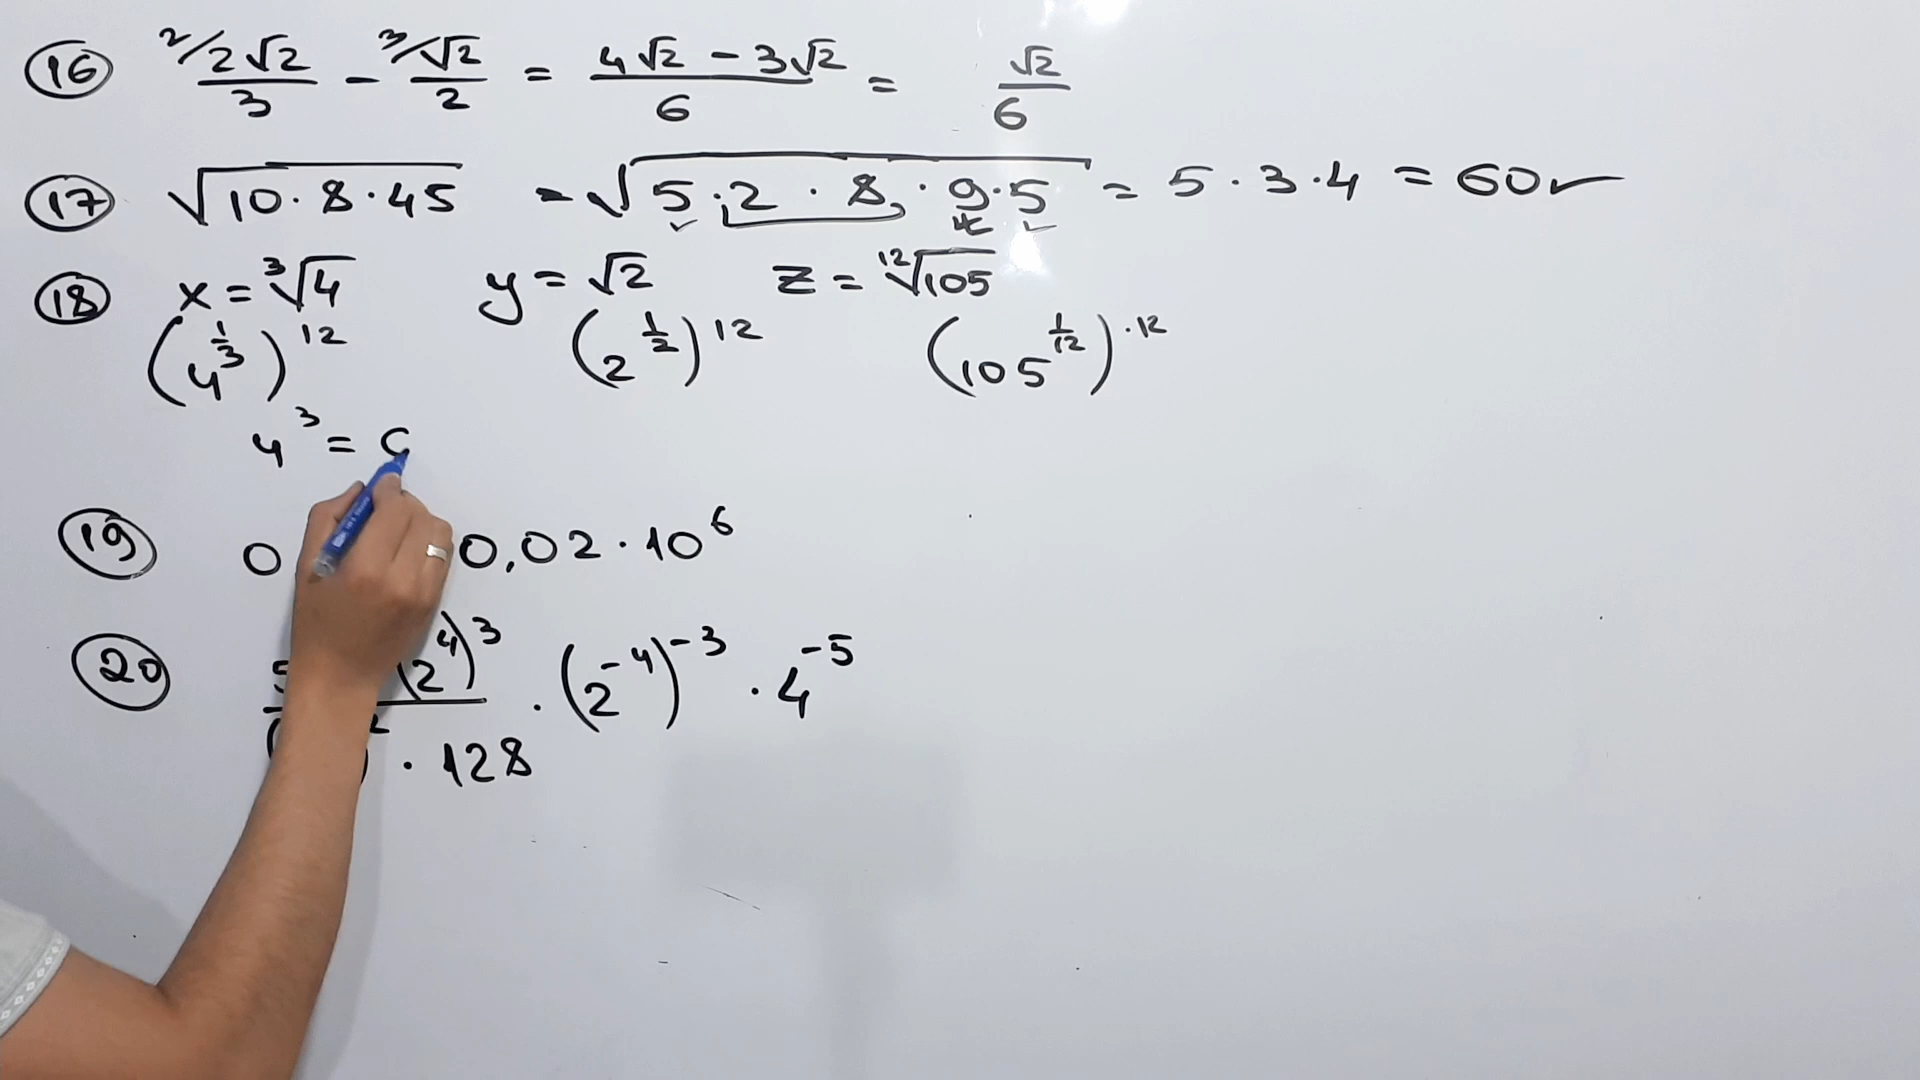 16 2/ 2√2/3 - 3/ √2/2 = (4√2 - 3√2)/6 = √2/6
17 √(10·8·45) = √(5·2·8·9·5) = 5·3·4 = 60
18 x = ³√4 y = √2 z = ¹²√105
(4^(1/3))^12 (2^(1/2))^12 (105^(1/12))^·12
4³ =
19 0 0,02·10⁶
20 (2⁴)³ · (2⁻⁴)⁻³ · 4⁻⁵
· 128